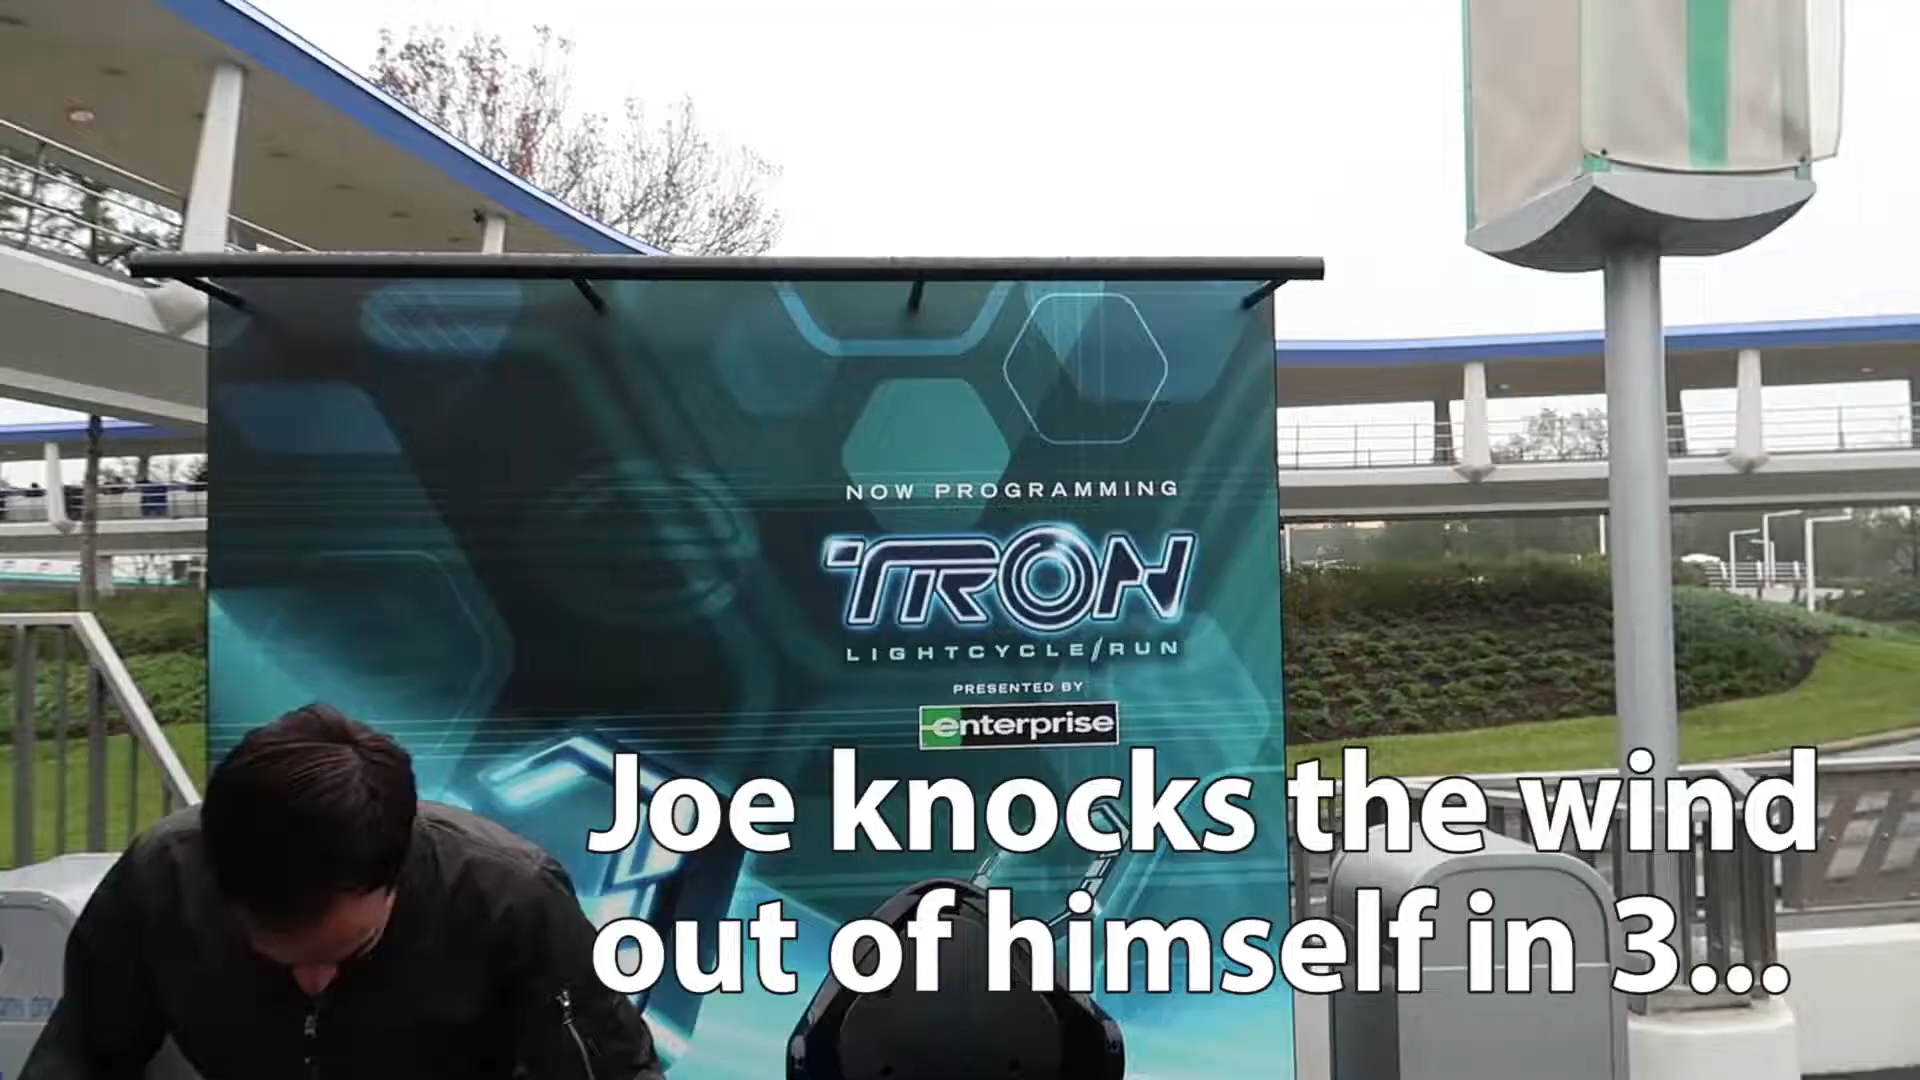 NOW PROGRAMMING
TRON
LIGHTCYCLE/RUN
PRESENTED BY
enterprise
Joe knocks the wind
out of himself in 3...